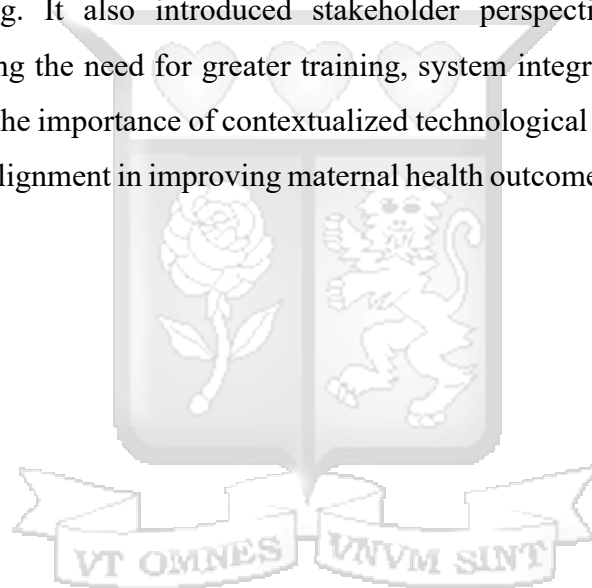 g. It also introduced stakeholder perspecti
ng the need for greater training, system integr
he importance of contextualized technological
lignment in improving maternal health outcome
VT OMNES VNVM SINT